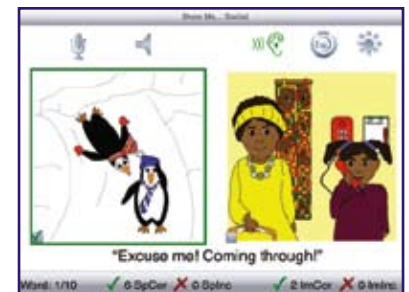 Show Me... Social
"Excuse me! Coming through!"
Word: 1/10 ✓ 6 SpCor ✗ 0 SpInc ✓ 2 ImCor ✗ 0 ImInc